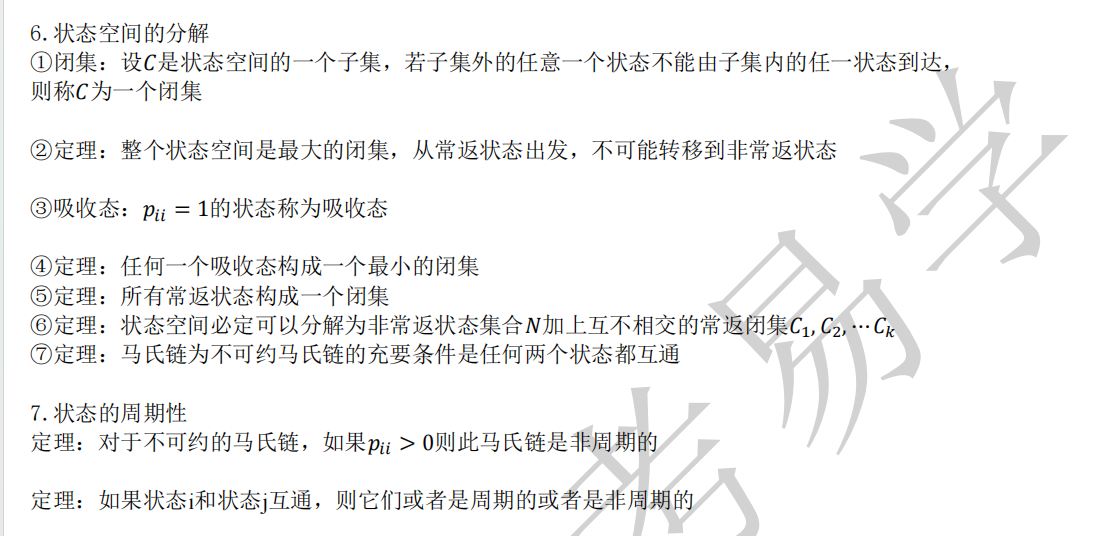 6.状态空间的分解
①闭集：设C是状态空间的一个子集，若子集外的任意一个状态不能由子集内的任一状态到达，
则称C为一个闭集
②定理：整个状态空间是最大的闭集，从常返状态出发，不可能转移到非常返状态
③吸收态：p_{ii} = 1的状态称为吸收态
④定理：任何一个吸收态构成一个最小的闭集
⑤定理：所有常返状态构成一个闭集
⑥定理：状态空间必定可以分解为非常返状态集合N加上互不相交的常返闭集C₁, C₂, ⋯ Cₖ
⑦定理：马氏链为不可约马氏链的充要条件是任何两个状态都互通
7.状态的周期性
定理：对于不可约的马氏链，如果p_{ii} > 0则此马氏链是非周期的
定理：如果状态i和状态j互通，则它们或者是周期的或者是非周期的
考易学